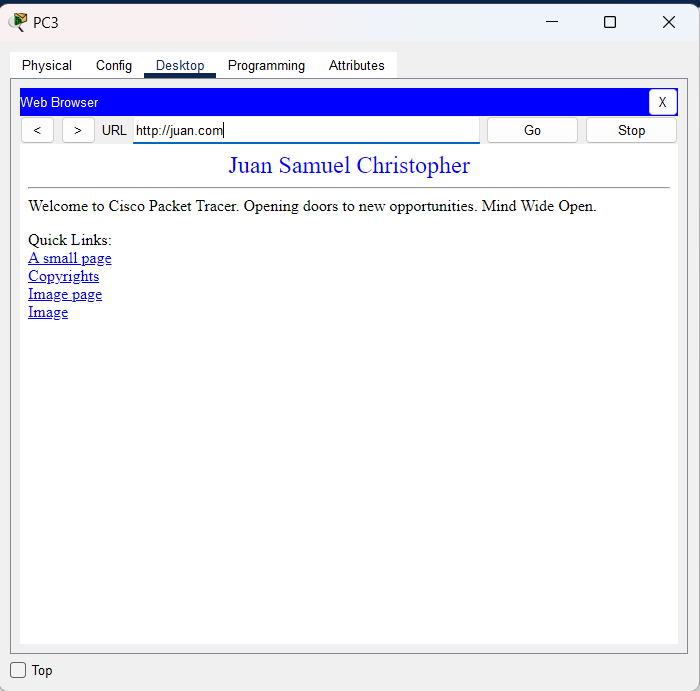 PC3
Physical Config Desktop Programming Attributes
Web Browser X
< > URL http://juan.com Go Stop
Juan Samuel Christopher
Welcome to Cisco Packet Tracer. Opening doors to new opportunities. Mind Wide Open.
Quick Links:
A small page
Copyrights
Image page
Image
Top